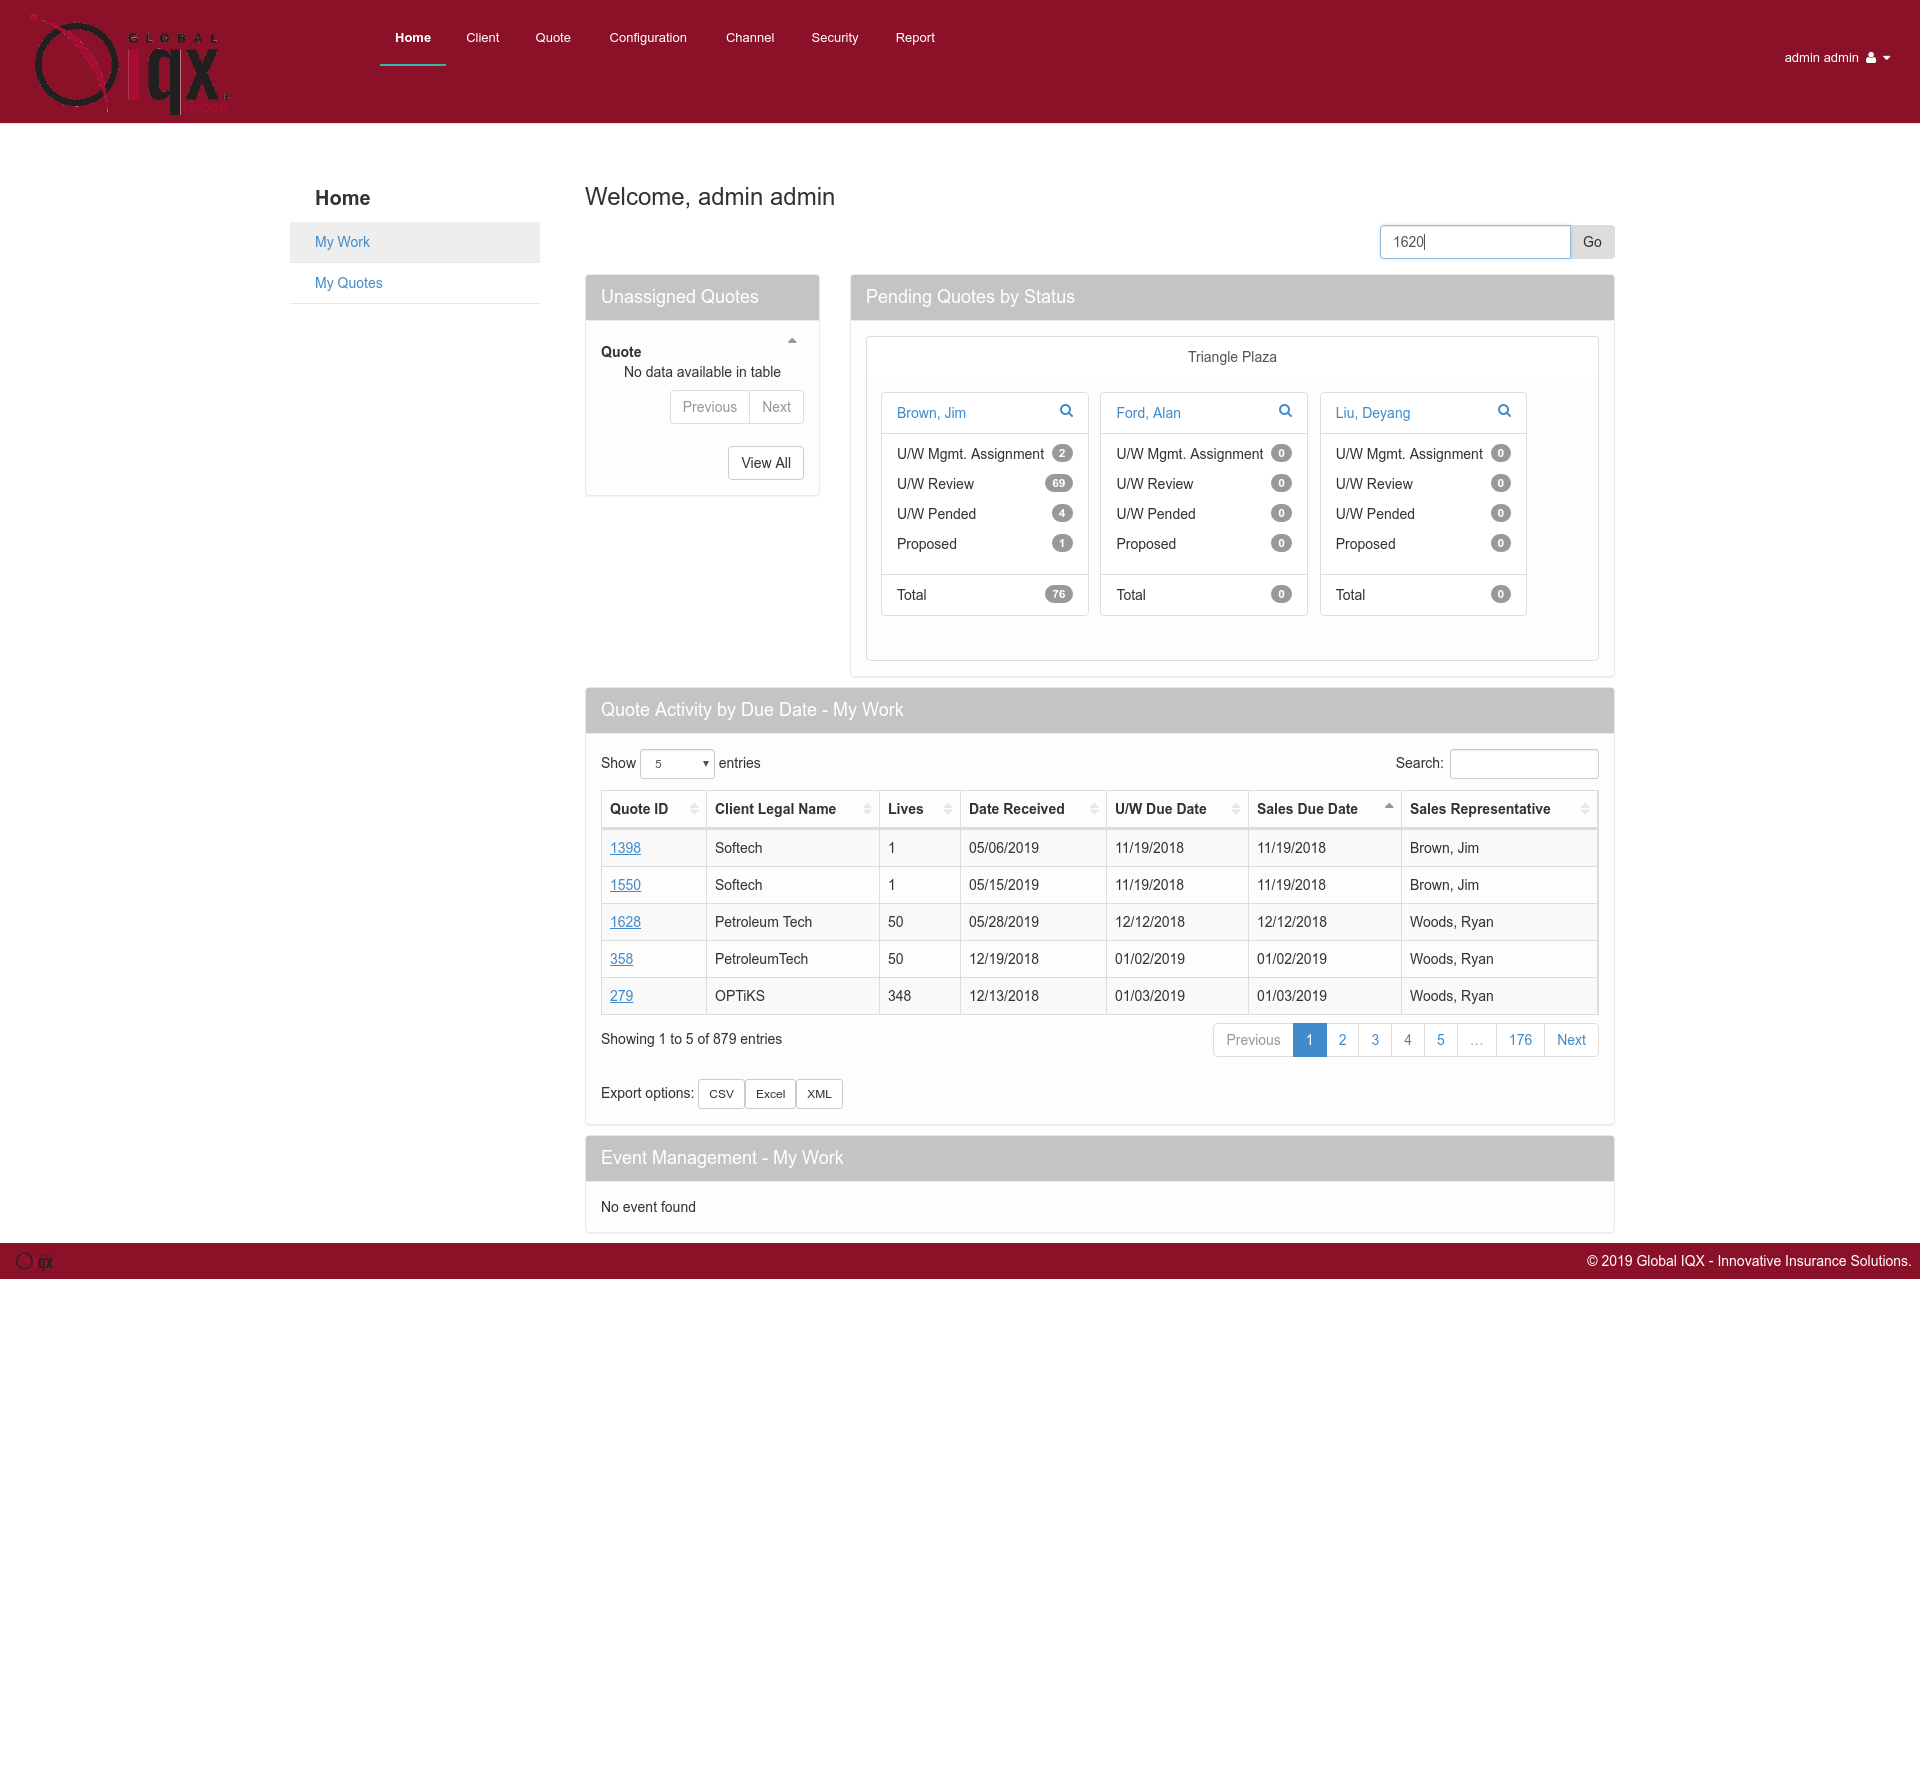 GLOBAL
iqx
Home Client Quote Configuration Channel Security Report
admin admin
Home
My Work
My Quotes
Welcome, admin admin
1620 Go
Unassigned Quotes
Quote
No data available in table
Previous Next
View All
Pending Quotes by Status
Triangle Plaza
Brown, Jim
U/W Mgmt. Assignment 2
U/W Review 69
U/W Pended 4
Proposed 1
Total 76
Ford, Alan
U/W Mgmt. Assignment 0
U/W Review 0
U/W Pended 0
Proposed 0
Total 0
Liu, Deyang
U/W Mgmt. Assignment 0
U/W Review 0
U/W Pended 0
Proposed 0
Total 0
Quote Activity by Due Date - My Work
Show 5 entries Search:
Quote ID Client Legal Name Lives Date Received U/W Due Date Sales Due Date Sales Representative
1398 Softech 1 05/06/2019 11/19/2018 11/19/2018 Brown, Jim
1550 Softech 1 05/15/2019 11/19/2018 11/19/2018 Brown, Jim
1628 Petroleum Tech 50 05/28/2019 12/12/2018 12/12/2018 Woods, Ryan
358 PetroleumTech 50 12/19/2018 01/02/2019 01/02/2019 Woods, Ryan
279 OPTiKS 348 12/13/2018 01/03/2019 01/03/2019 Woods, Ryan
Showing 1 to 5 of 879 entries Previous 1 2 3 4 5 … 176 Next
Export options: CSV Excel XML
Event Management - My Work
No event found
iqx © 2019 Global IQX - Innovative Insurance Solutions.